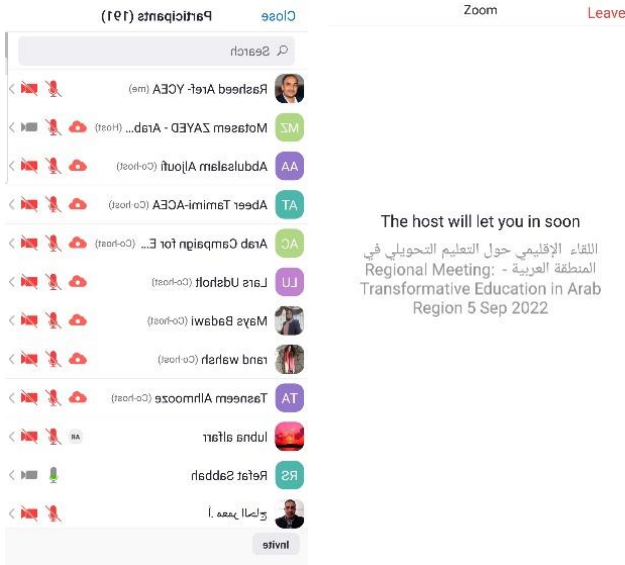 Participants (191)
Close
Search
Rasheed Aref- YCEY (me)
MZ
Motasem ZAYED - Arab... (Host)
AA
Abdulsalam Aljoufi (Co-host)
AT
Abeer Tamimi-ACEA (Co-host)
AC
Arab Campaign for E... (Co-host)
LU
Lars Udsholt (Co-host)
Mays Badawi (Co-host)
rand walwah (Co-host)
TA
Tasneem Alhmooze (Co-host)
lubna alfarr
AR
RS
Refat Sabbah
Invite
Zoom
Leave
The host will let you in soon
اللقاء الإقليمي حول التعليم التحويلي في
المنطقة العربية - Regional Meeting:
Transformative Education in Arab
Region 5 Sep 2022